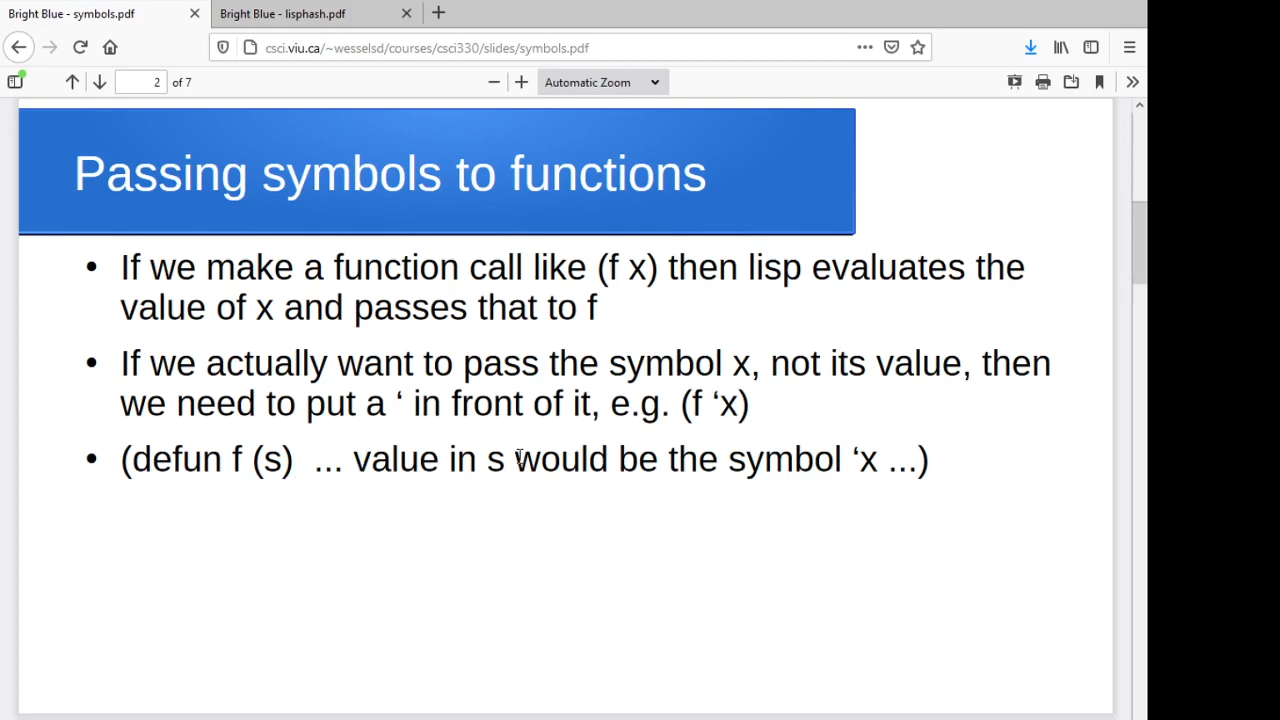 Bright Blue - symbols.pdf
Bright Blue - lisphash.pdf
csci.viu.ca/~wesselsd/courses/csci330/slides/symbols.pdf
2 of 7
Automatic Zoom
Passing symbols to functions
• If we make a function call like (f x) then lisp evaluates the
value of x and passes that to f
• If we actually want to pass the symbol x, not its value, then
we need to put a ‘ in front of it, e.g. (f ‘x)
• (defun f (s) ... value in s would be the symbol ‘x ...)